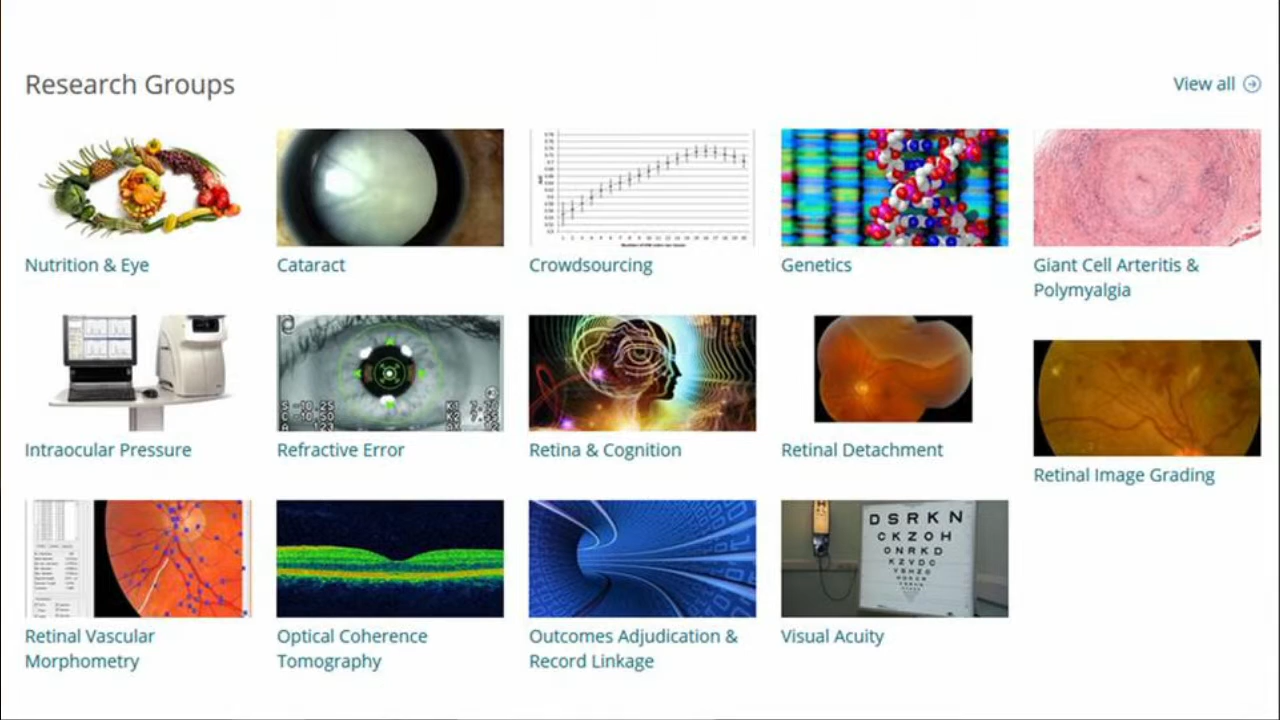 Research Groups
View all
Nutrition & Eye
Cataract
Crowdsourcing
Genetics
Giant Cell Arteritis &
Polymyalgia
Intraocular Pressure
Refractive Error
Retina & Cognition
Retinal Detachment
Retinal Image Grading
DSRKN
CKZOH
ONRKD
KZVDC
Retinal Vascular
Morphometry
Optical Coherence
Tomography
Outcomes Adjudication &
Record Linkage
Visual Acuity